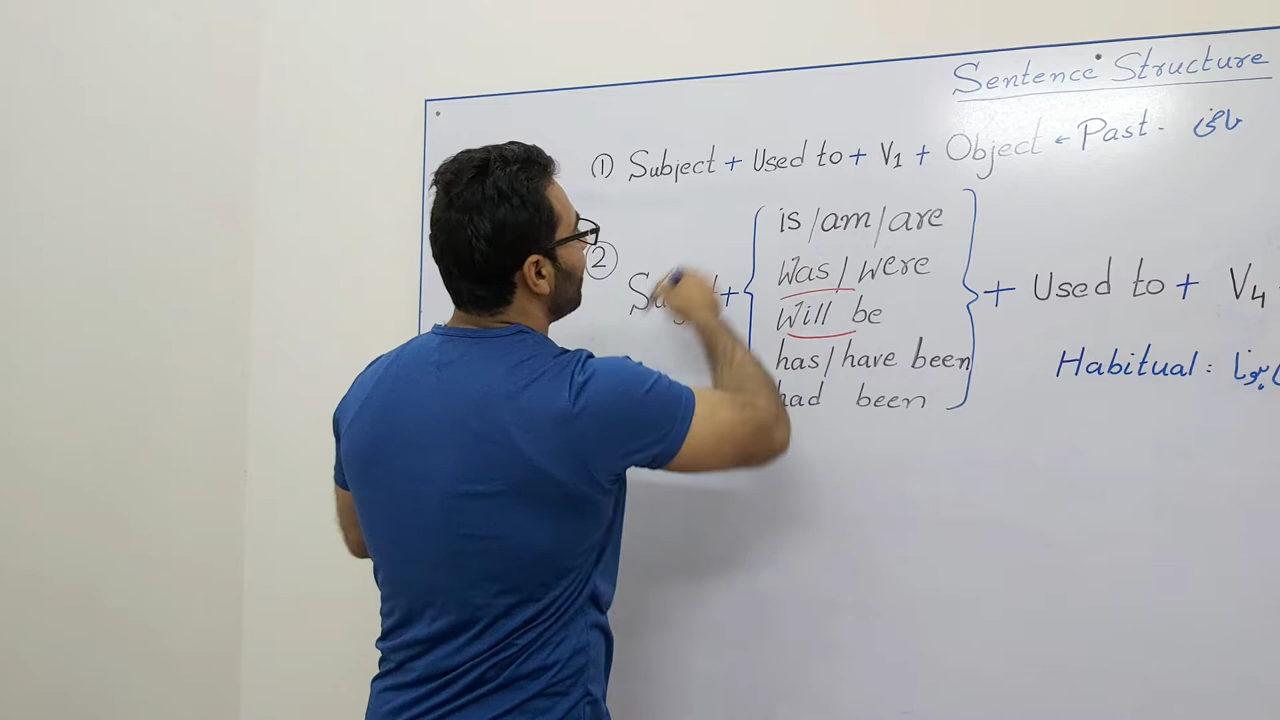 Sentence Structure
① Subject + Used to + V1 + Object ← Past - ماضی
②
+ { is/am/are
Was/were
Will be
has/have been
had been } + Used to + V4
Habitual :